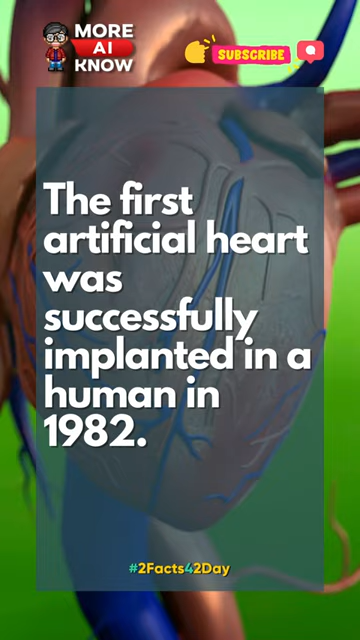 MORE
AI
KNOW
SUBSCRIBE
The first
artificial heart
was
successfully
implanted in a
human in
1982.
#2Facts42Day